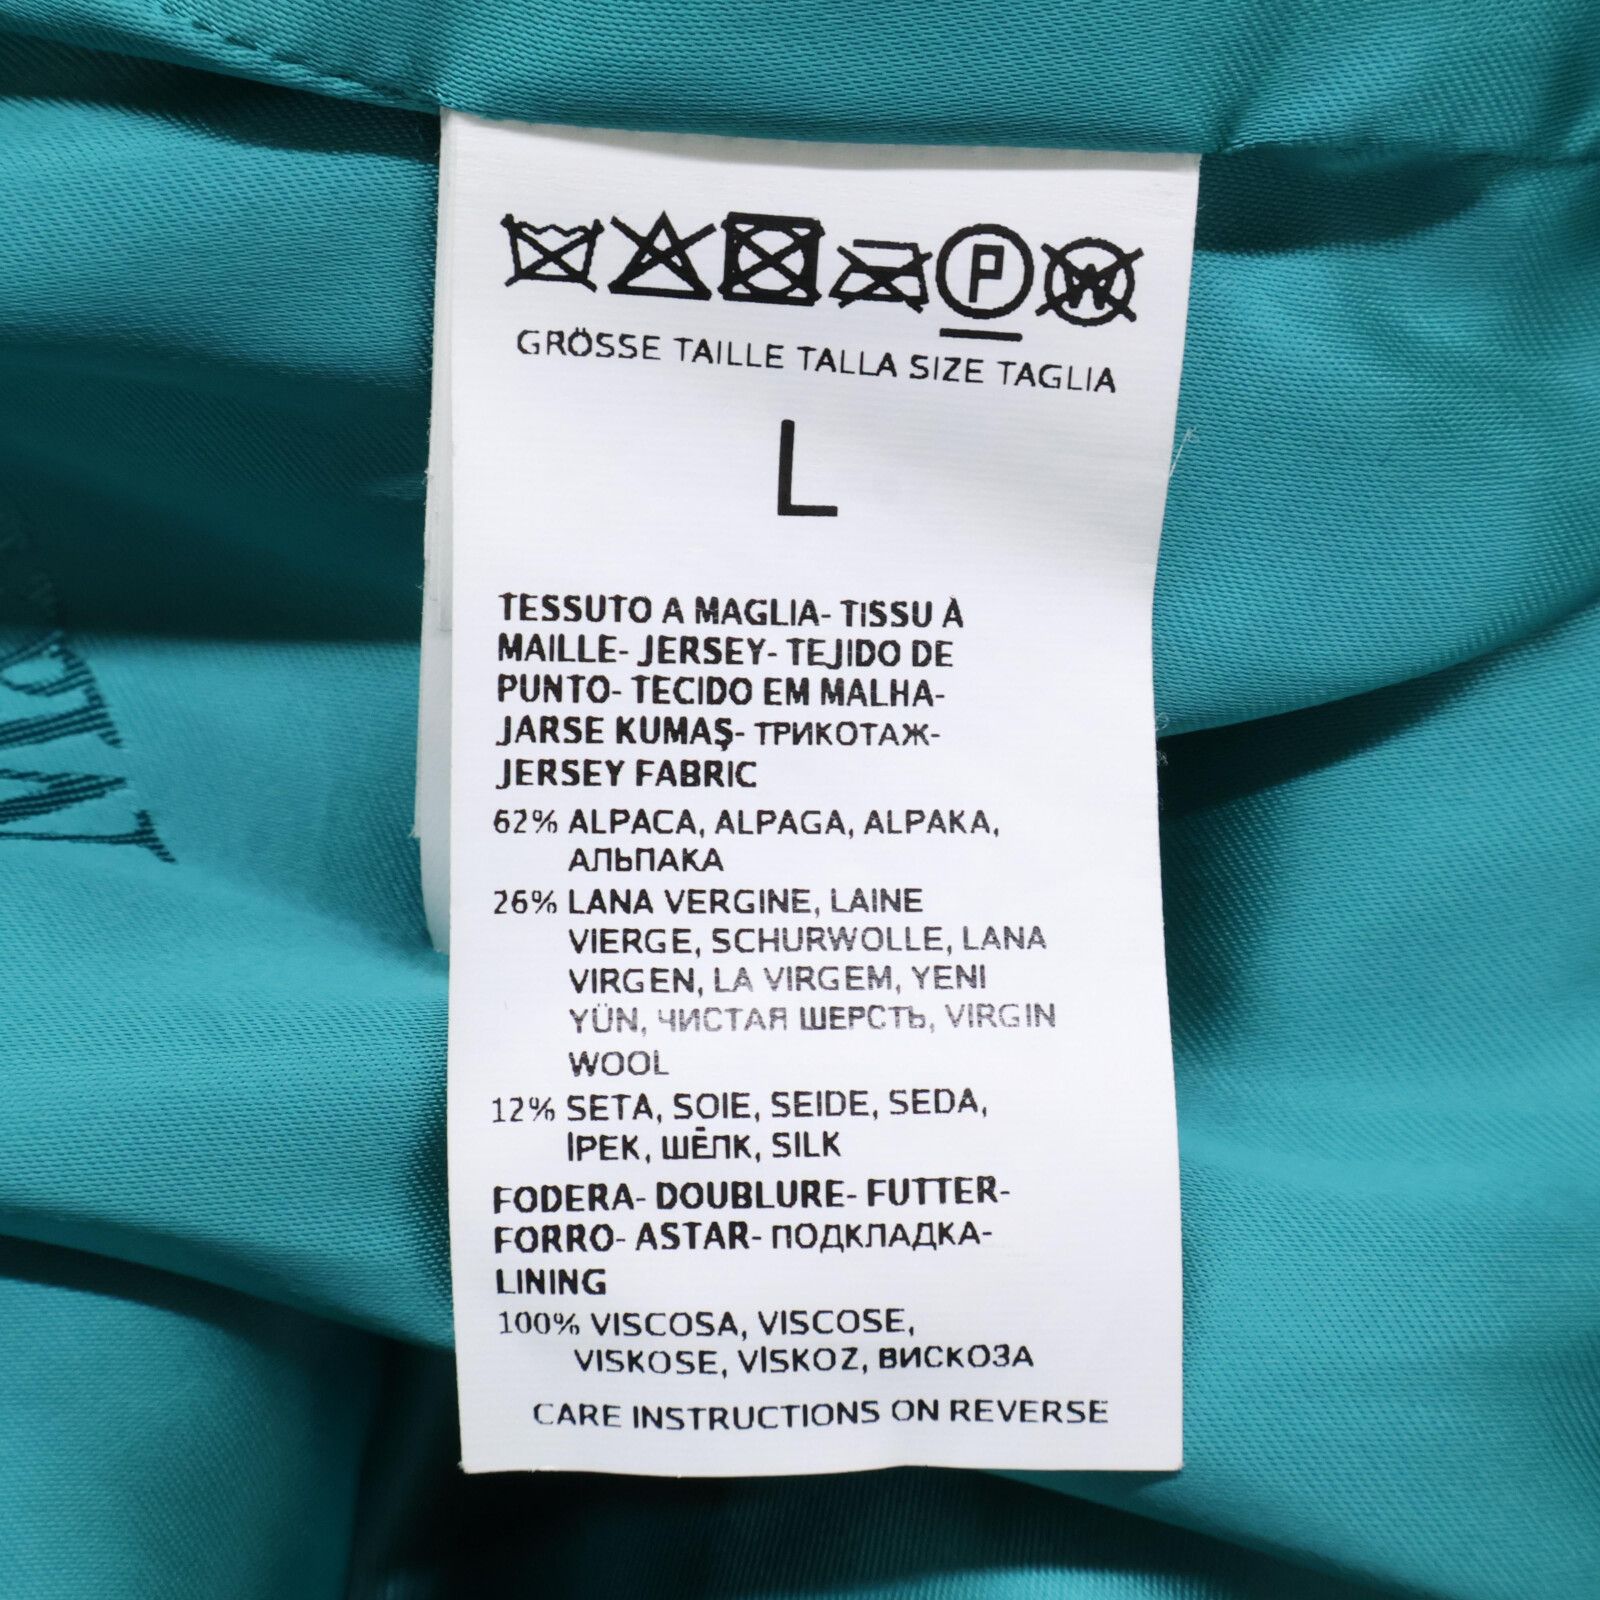 P W
GRÖSSE TAILLE TALLA SIZE TAGLIA
L
TESSUTO A MAGLIA- TISSU À
MAILLE- JERSEY- TEJIDO DE
PUNTO- TECIDO EM MALHA-
JARSE KUMAŞ- ТРИКОТАЖ-
JERSEY FABRIC
62% ALPACA, ALPAGA, ALPAKA,
АЛЬПАКА
26% LANA VERGINE, LAINE
VIERGE, SCHURWOLLE, LANA
VIRGEN, LA VIRGEM, YENI
YÜN, ЧИСТАЯ ШЕРСТЬ, VIRGIN
WOOL
12% SETA, SOIE, SEIDE, SEDA,
İPEK, ШЁЛК, SILK
FODERA- DOUBLURE- FUTTER-
FORRO- ASTAR- ПОДКЛАДКА-
LINING
100% VISCOSA, VISCOSE,
VISKOSE, VİSKOZ, ВИСКОЗА
CARE INSTRUCTIONS ON REVERSE